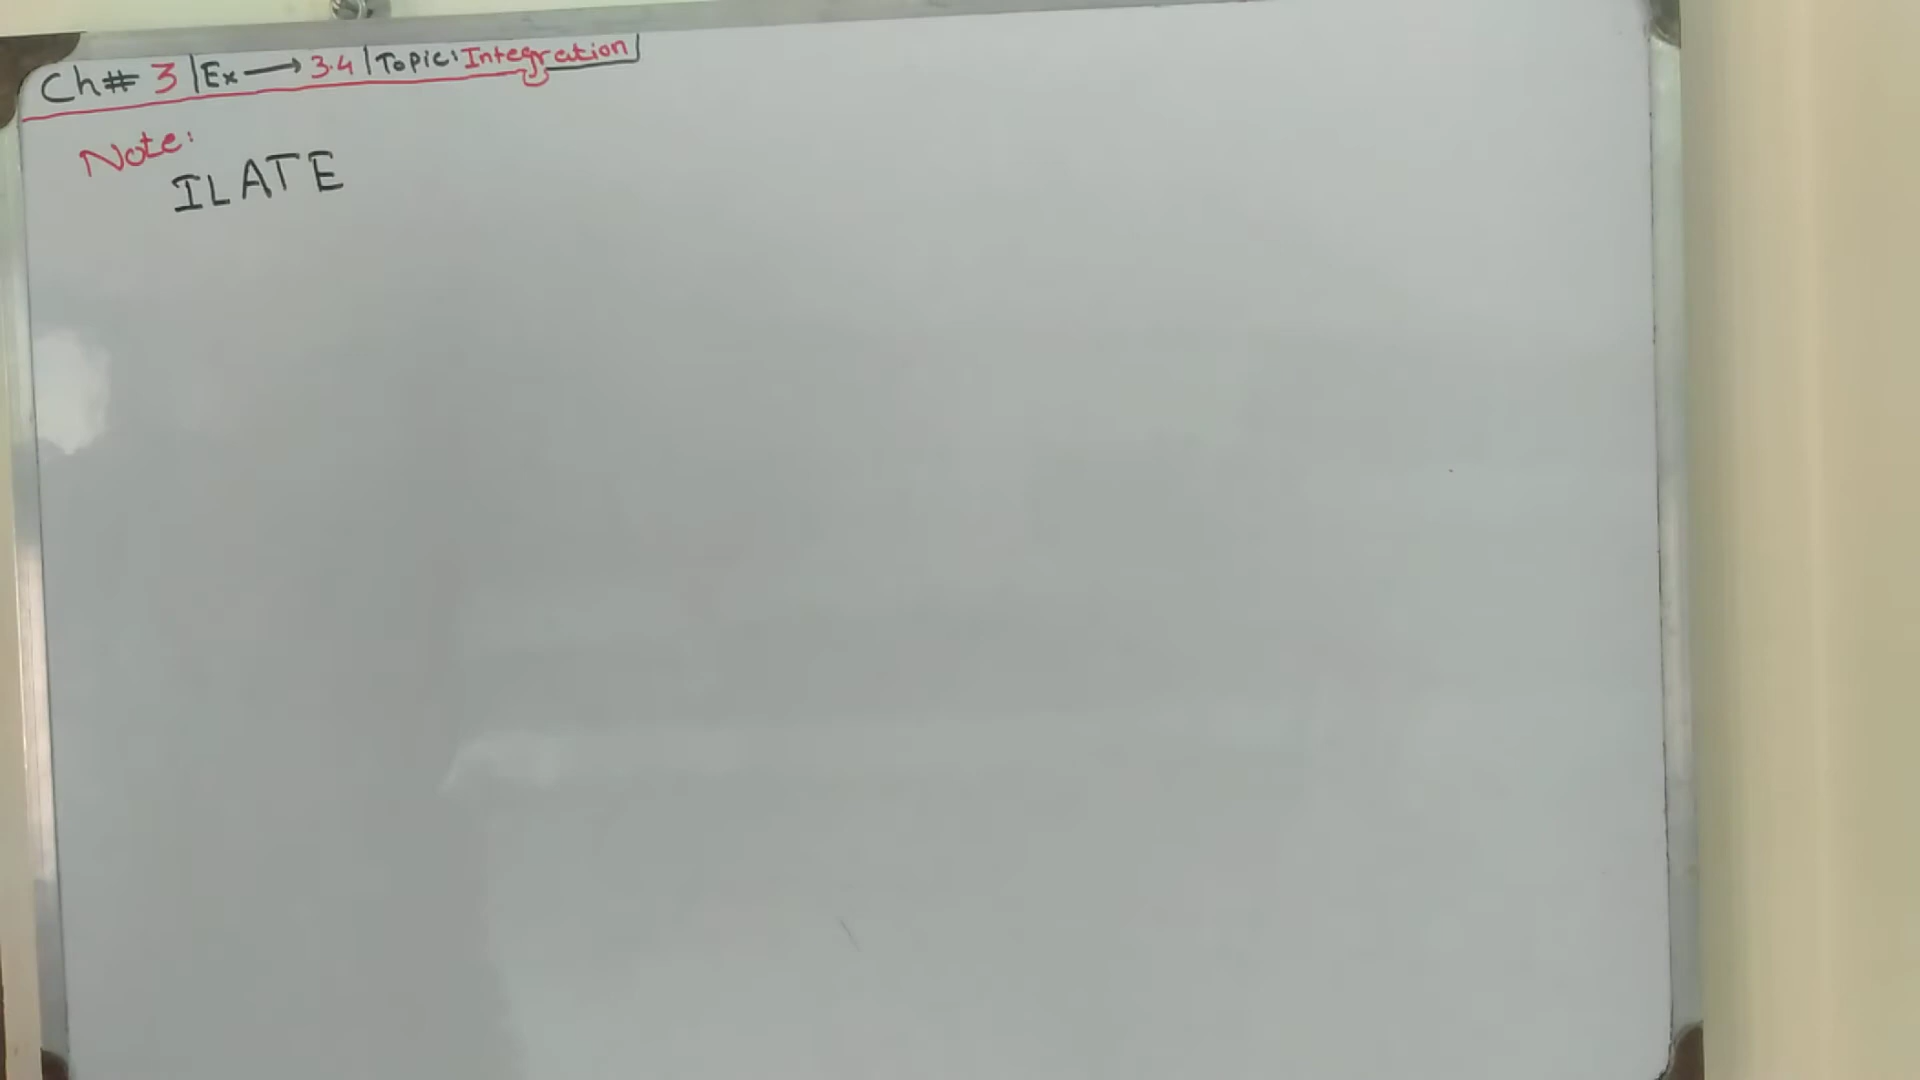 Ch# 3 | Ex → 3.4 | Topic: Integration
Note:
ILATE